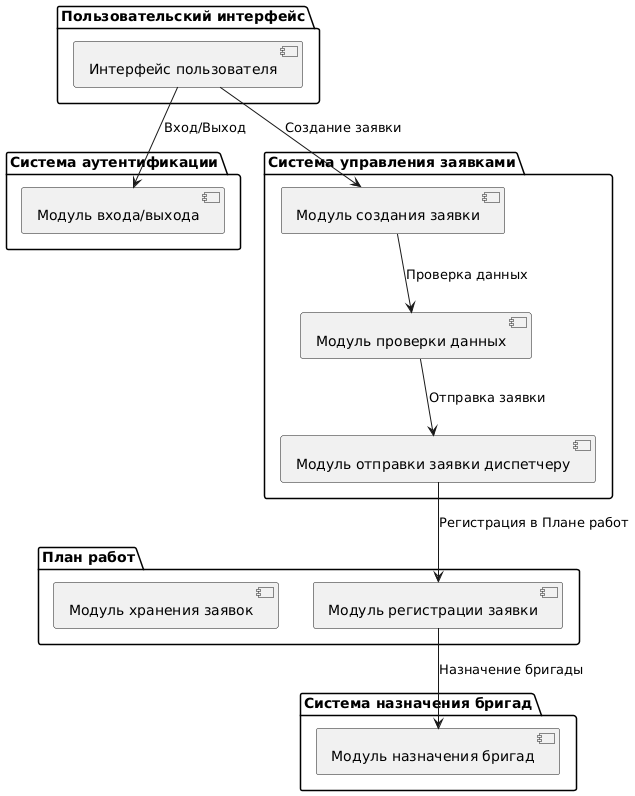 Пользовательский интерфейс
Интерфейс пользователя
Вход/Выход
Создание заявки
Система аутентификации
Система управления заявками
Модуль входа/выхода
Модуль создания заявки
Проверка данных
Модуль проверки данных
Отправка заявки
Модуль отправки заявки диспетчеру
Регистрация в Плане работ
План работ
Модуль хранения заявок
Модуль регистрации заявки
Назначение бригады
Система назначения бригад
Модуль назначения бригад